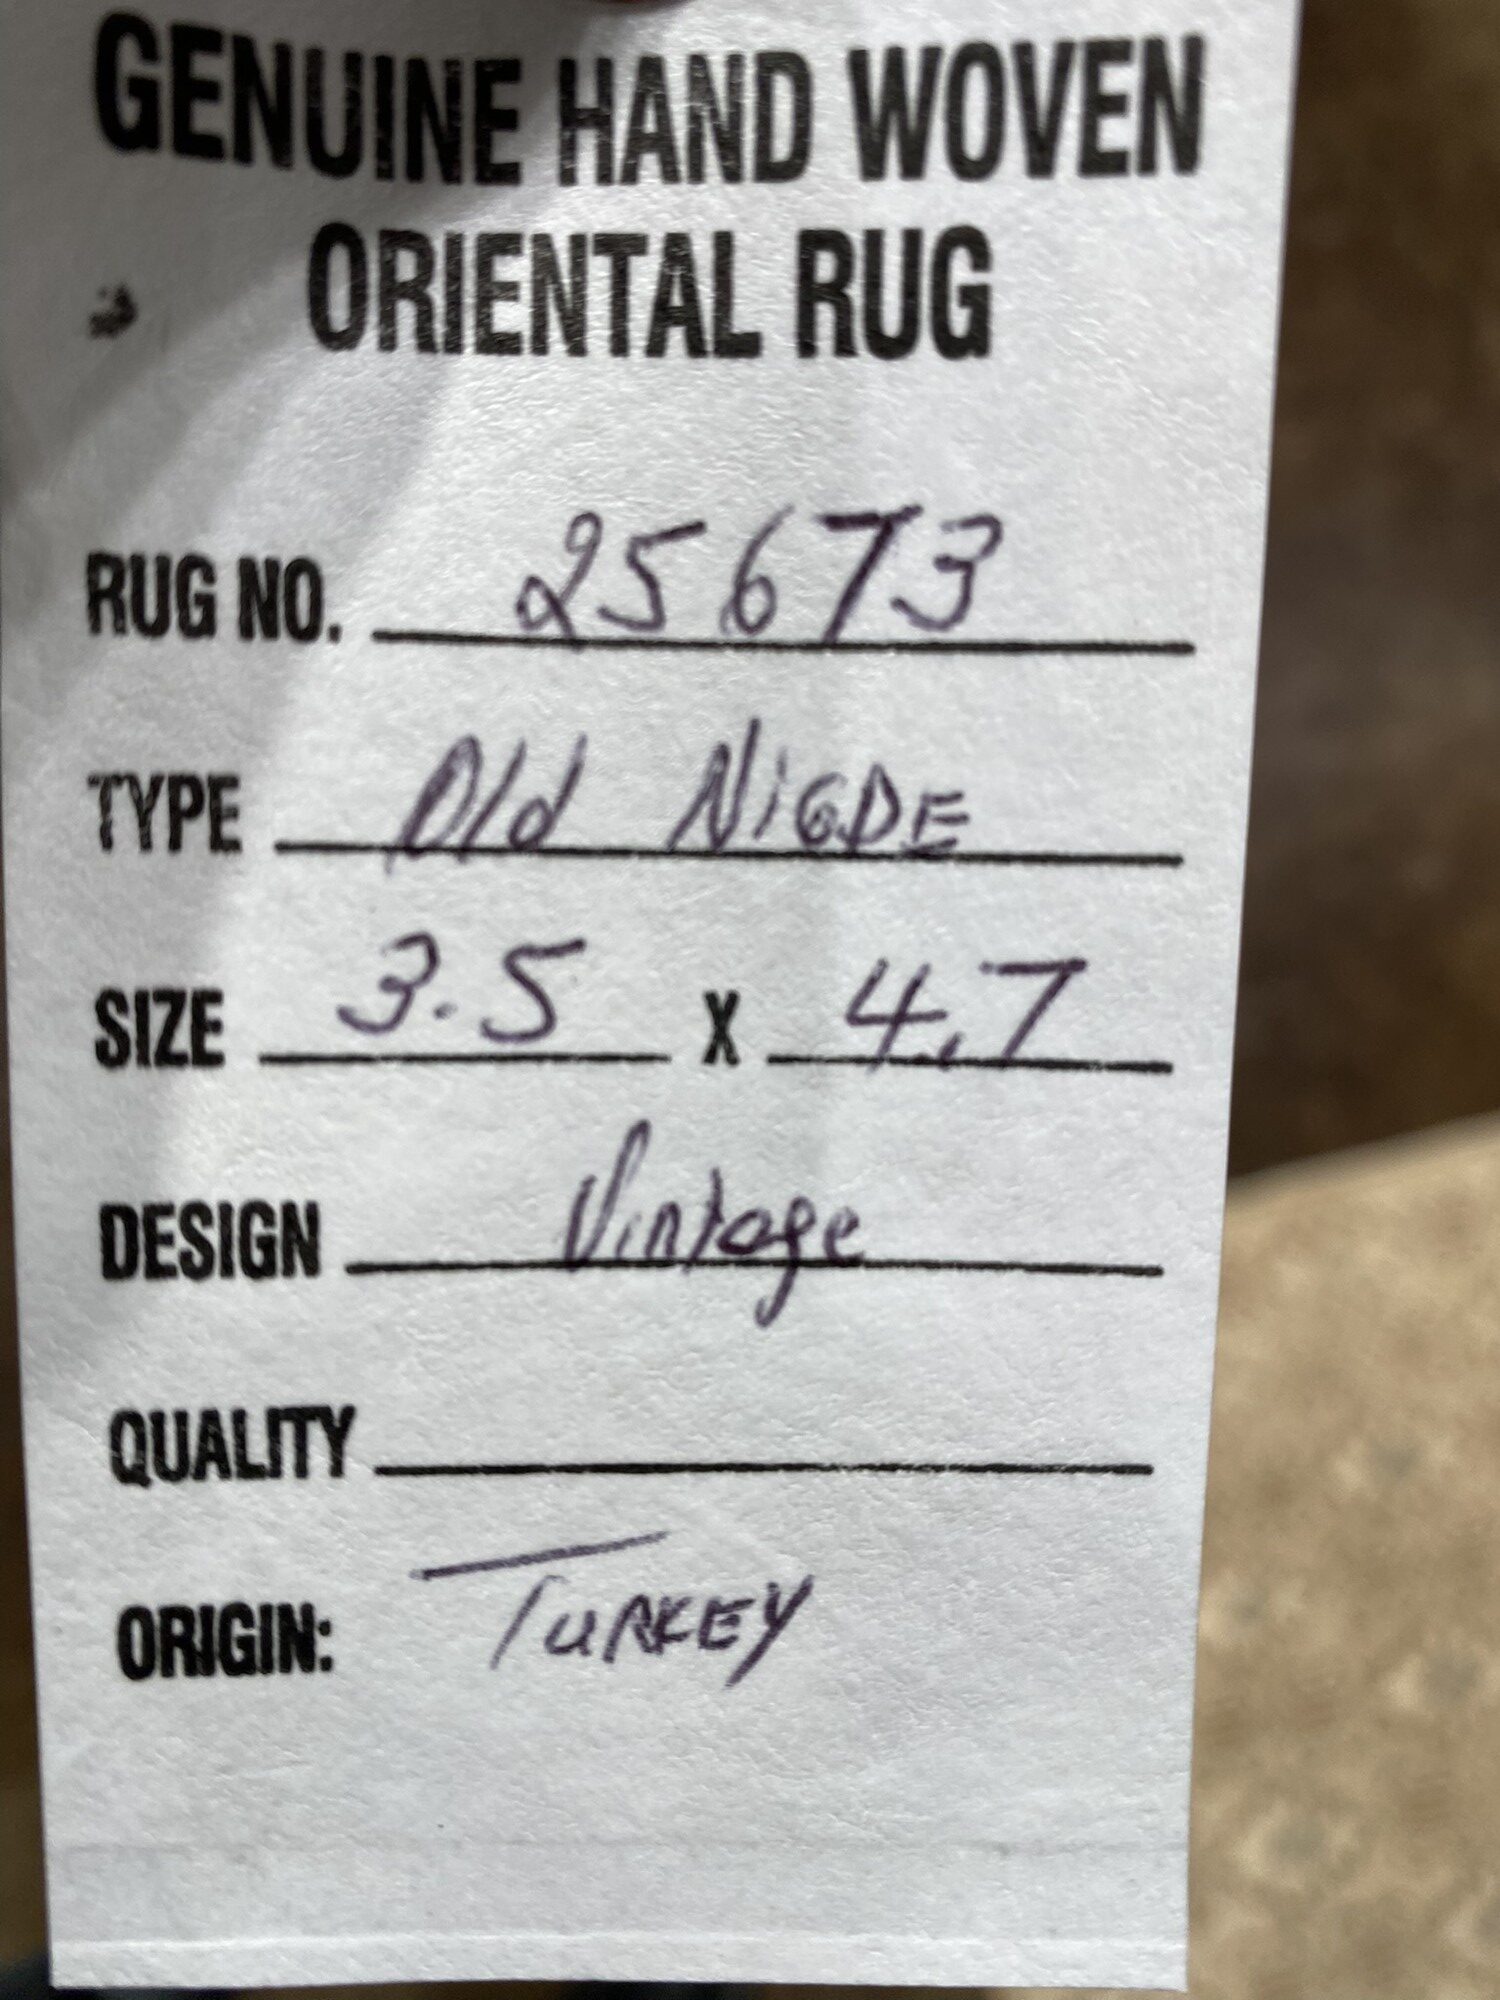 GENUINE HAND WOVEN
ORIENTAL RUG
RUG NO. 25673
TYPE Old NiGDE
SIZE 3.5 X 4.7
DESIGN Vintage
QUALITY
ORIGIN: TURKEY